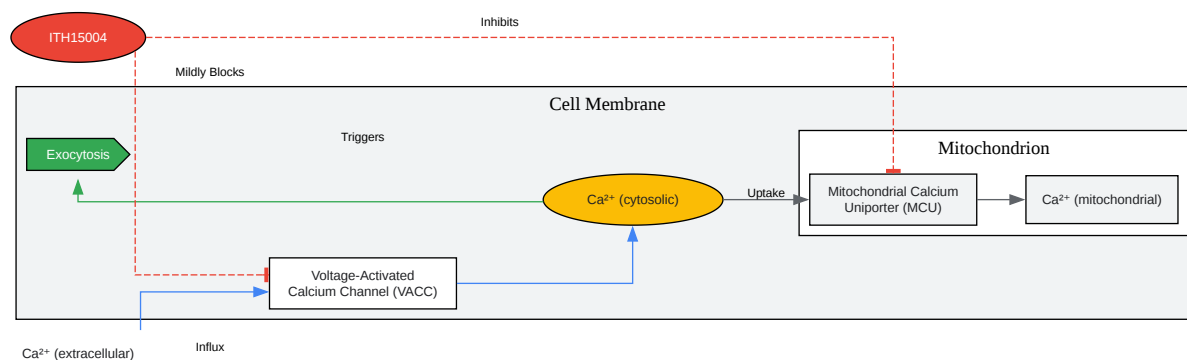 Inhibits
ITH15004
Mildly Blocks
Cell Membrane
Triggers
Mitochondrion
Exocytosis
Ca²⁺ (cytosolic)
Uptake
Mitochondrial Calcium
Uniporter (MCU)
Ca²⁺ (mitochondrial)
Voltage-Activated
Calcium Channel (VACC)
Influx
Ca²⁺ (extracellular)